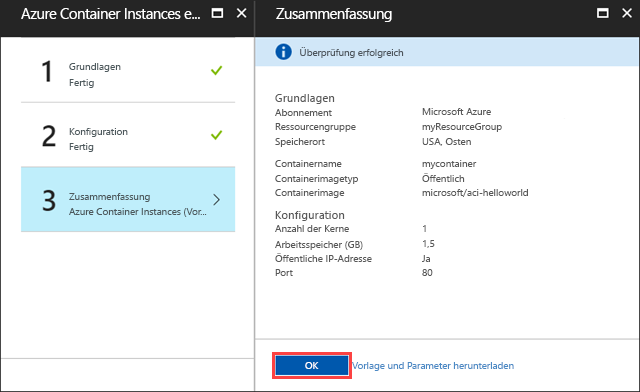 Azure Container Instances e...
1
Grundlagen
Fertig
2
Konfiguration
Fertig
3
Zusammenfassung
Azure Container Instances (Vor...
Zusammenfassung
Überprüfung erfolgreich
Grundlagen
Abonnement Microsoft Azure
Ressourcengruppe myResourceGroup
Speicherort USA, Osten
Containername mycontainer
Containerimagetyp Öffentlich
Containerimage microsoft/aci-helloworld
Konfiguration
Anzahl der Kerne 1
Arbeitsspeicher (GB) 1,5
Öffentliche IP-Adresse Ja
Port 80
OK Vorlage und Parameter herunterladen